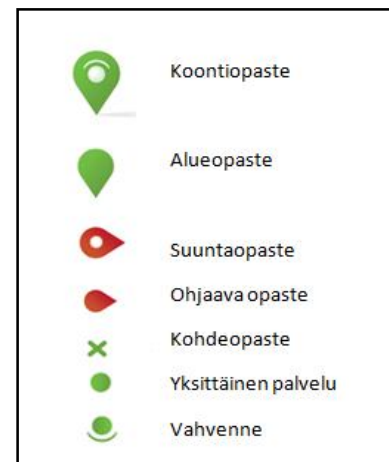 Koontiopaste
Alueopaste
Suuntaopaste
Ohjaava opaste
Kohdeopaste
Yksittäinen palvelu
Vahvenne